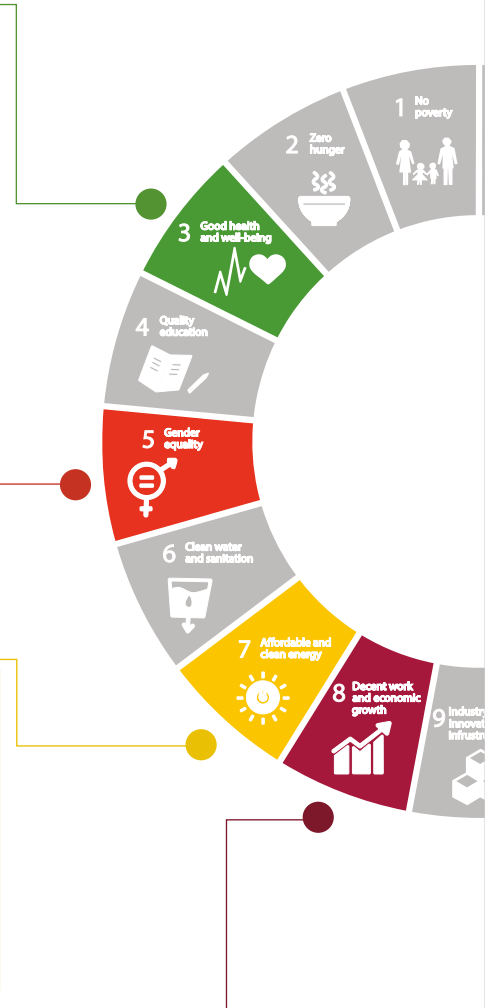 1 No
poverty
2 Zero
hunger
3 Good health
and well-being
4 Quality
education
5 Gender
equality
6 Clean water
and sanitation
7 Affordable and
clean energy
8 Decent work
and economic
growth
9